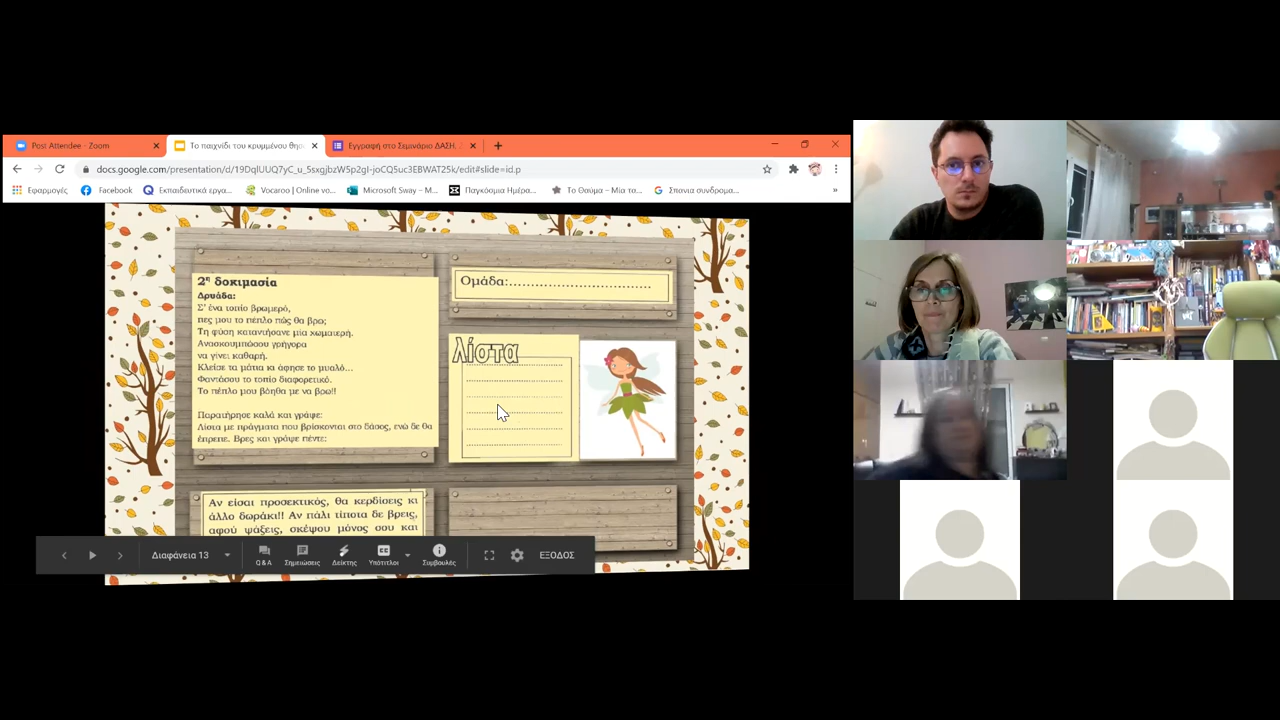 Post Attendee - Zoom
Το παιχνίδι του κρυμμένου θησ
Εγγραφή στο Σεμινάριο ΔΑΣΗ.
docs.google.com/presentation/d/19DqIUUQ7yC_u_5sxgjbzW5p2gI-joCQ5uc3EBWAT25k/edit#slide=id.p
Εφαρμογές
Facebook
Εκπαιδευτικά εργα...
Vocaroo | Online vo...
Microsoft Sway – M...
Παγκόσμια Ημέρα...
Το Θαύμα – Μία τα...
Σπανια συνδρομα...
»
2η δοκιμασία
Δρυάδα:
Σ' ένα τοπίο βρωμερό,
πες μου το πέπλο πώς θα βρω;
Τη φύση καταντήσανε μία χωματερή.
Ανασκουμπώσου γρήγορα
να γίνει καθαρή.
Κλείσε τα μάτια κι άφησε το μυαλό...
Φαντάσου το τοπίο διαφορετικό.
Το πέπλο μου βόηθα με να βρω!!
Παρατήρησε καλά και γράψε:
Λίστα με πράγματα που βρίσκονται στο δάσος, ενώ δε θα
έπρεπε. Βρες και γράψε πέντε:
Ομάδα:................................
λίστα
Αν είσαι προσεκτικός, θα κερδίσεις κι
άλλο δωράκι!! Αν πάλι τίποτα δε βρεις,
αφού ψάξεις, σκέψου μόνος σου και
Διαφάνεια 13
Q&A
Σημειώσεις
Δείκτης
Υπότιτλοι
Συμβουλές
ΕΞΟΔΟΣ